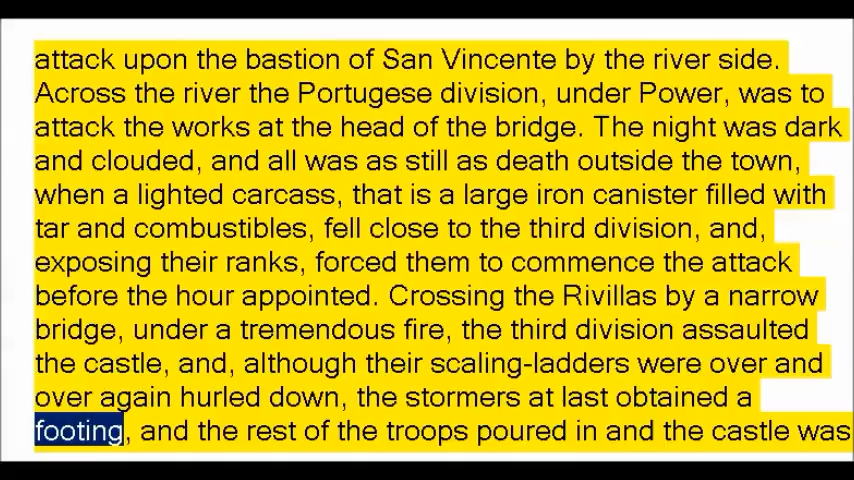 attack upon the bastion of San Vincente by the river side.
Across the river the Portugese division, under Power, was to
attack the works at the head of the bridge. The night was dark
and clouded, and all was as still as death outside the town,
when a lighted carcass, that is a large iron canister filled with
tar and combustibles, fell close to the third division, and,
exposing their ranks, forced them to commence the attack
before the hour appointed. Crossing the Rivillas by a narrow
bridge, under a tremendous fire, the third division assaulted
the castle, and, although their scaling-ladders were over and
over again hurled down, the stormers at last obtained a
footing, and the rest of the troops poured in and the castle was